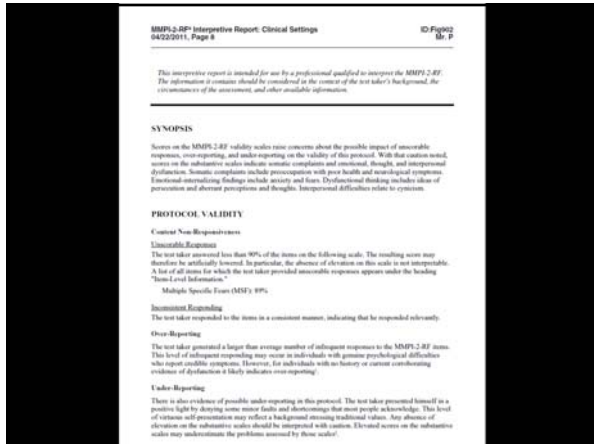 MMPI-2-RF® Interpretive Report: Clinical Settings ID:Fig902
04/22/2011, Page 8 Mr. P
This interpretive report is intended for use by a professional qualified to interpret the MMPI-2-RF.
The information it contains should be considered in the context of the test taker's background, the
circumstances of the assessment, and other available information.
SYNOPSIS
Scores on the MMPI-2-RF validity scales raise concerns about the possible impact of unscorable
responses, over-reporting, and under-reporting on the validity of this protocol. With that caution noted,
scores on the substantive scales indicate somatic complaints and emotional, thought, and interpersonal
dysfunction. Somatic complaints include preoccupation with poor health and neurological symptoms.
Emotional-internalizing findings include anxiety and fears. Dysfunctional thinking includes ideas of
persecution and aberrant perceptions and thoughts. Interpersonal difficulties relate to cynicism.
PROTOCOL VALIDITY
Content Non-Responsiveness
Unscorable Responses
The test taker answered less than 90% of the items on the following scale. The resulting score may
therefore be artificially lowered. In particular, the absence of elevation on this scale is not interpretable.
A list of all items for which the test taker provided unscorable responses appears under the heading
"Item-Level Information."
Multiple Specific Fears (MSF): 89%
Inconsistent Responding
The test taker responded to the items in a consistent manner, indicating that he responded relevantly.
Over-Reporting
The test taker generated a larger than average number of infrequent responses to the MMPI-2-RF items.
This level of infrequent responding may occur in individuals with genuine psychological difficulties
who report credible symptoms. However, for individuals with no history or current corroborating
evidence of dysfunction it likely indicates over-reporting¹.
Under-Reporting
There is also evidence of possible under-reporting in this protocol. The test taker presented himself in a
positive light by denying some minor faults and shortcomings that most people acknowledge. This level
of virtuous self-presentation may reflect a background stressing traditional values. Any absence of
elevation on the substantive scales should be interpreted with caution. Elevated scores on the substantive
scales may underestimate the problems assessed by those scales².